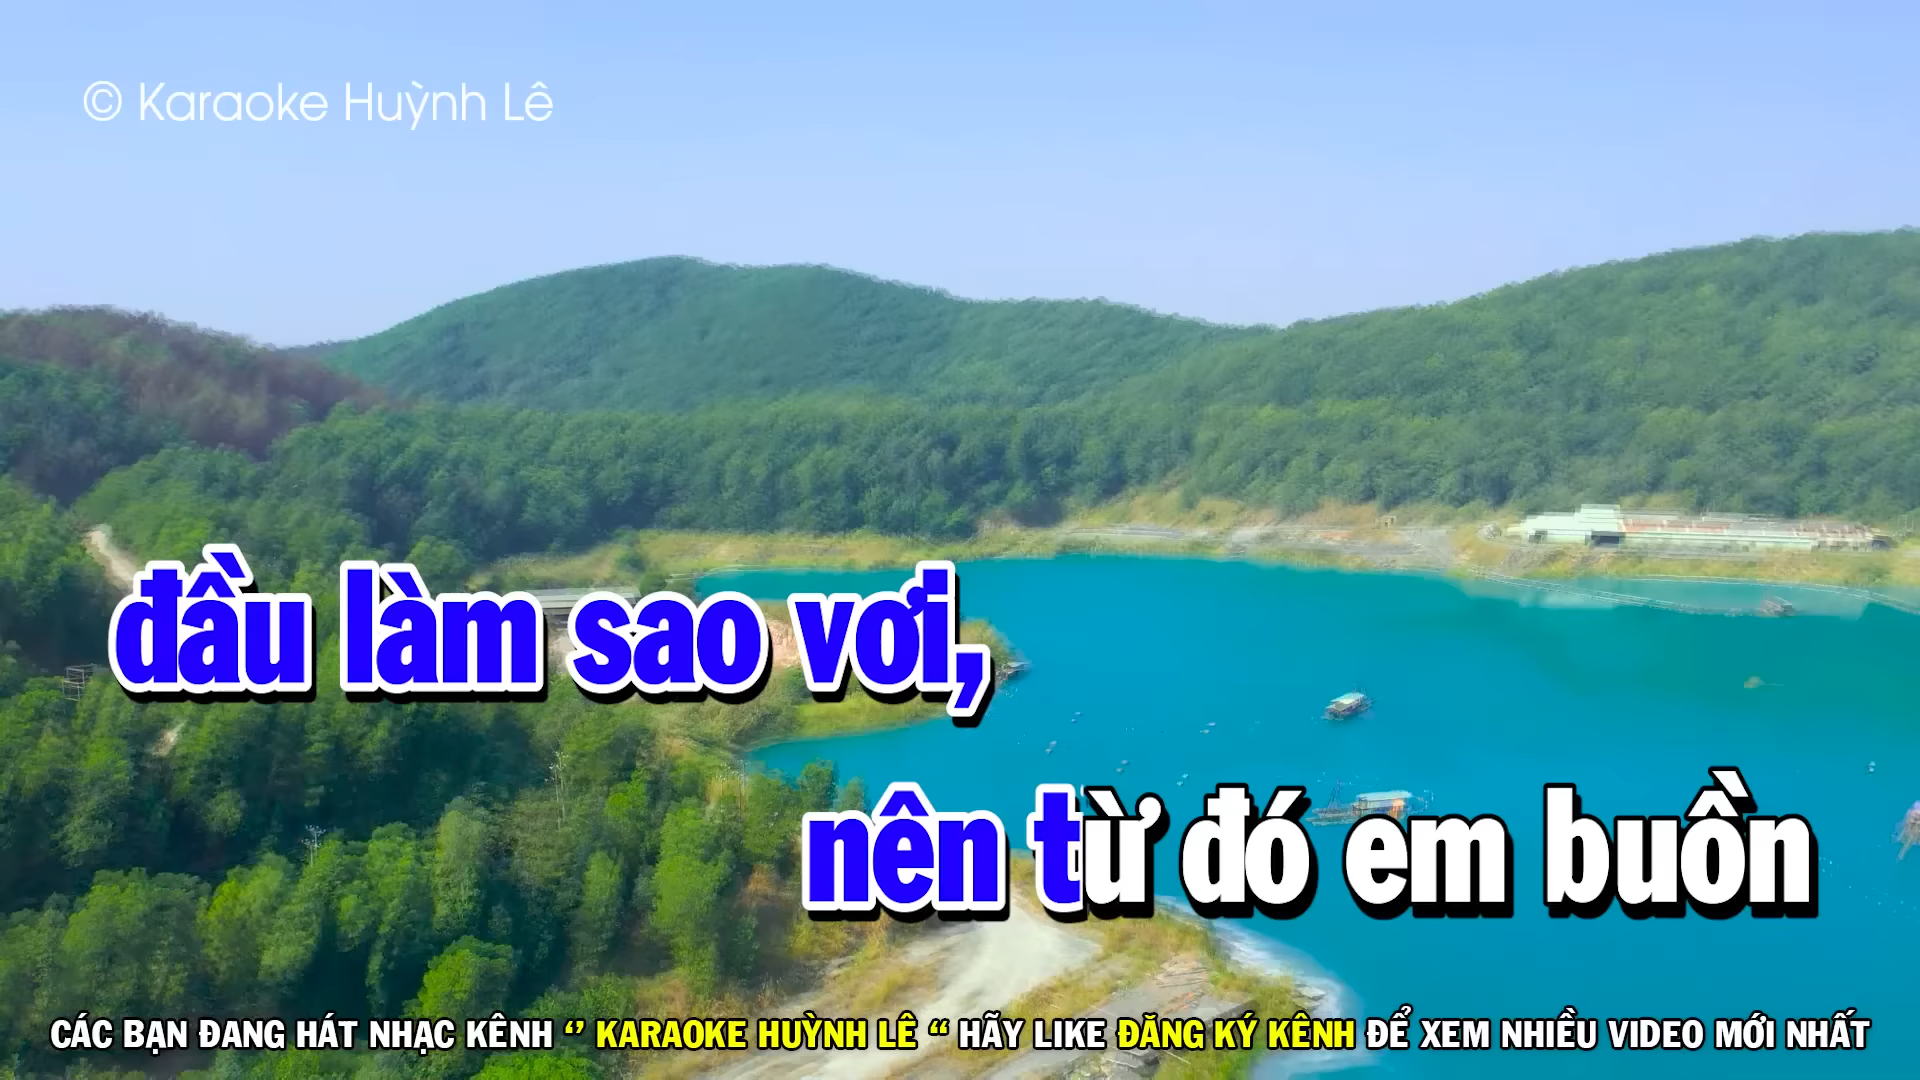 © Karaoke Huỳnh Lê
đầu làm sao vơi,
nên từ đó em buồn
CÁC BẠN ĐANG HÁT NHẠC KÊNH ‘’ KARAOKE HUỲNH LÊ “ HÃY LIKE ĐĂNG KÝ KÊNH ĐỂ XEM NHIỀU VIDEO MỚI NHẤT